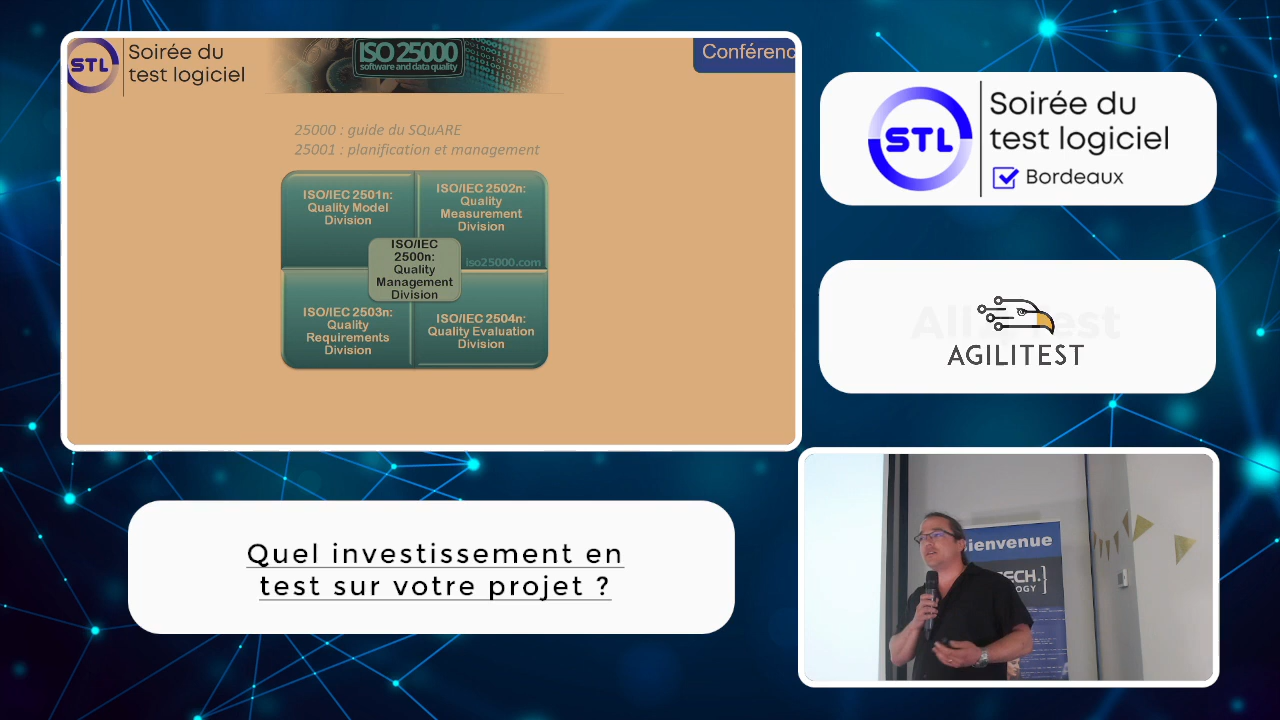 STL
Soirée du
test logiciel
ISO 25000
software and data quality
Conférenc
25000 : guide du SQuARE
25001 : planification et management
ISO/IEC 2501n:
Quality Model
Division
ISO/IEC 2502n:
Quality
Measurement
Division
iso25000.com
ISO/IEC
2500n:
Quality
Management
Division
ISO/IEC 2503n:
Quality
Requirements
Division
ISO/IEC 2504n:
Quality Evaluation
Division
STL
Soirée du
test logiciel
Bordeaux
AGILITEST
Quel investissement en
test sur votre projet ?
ienvenue
ECH.]
OGY